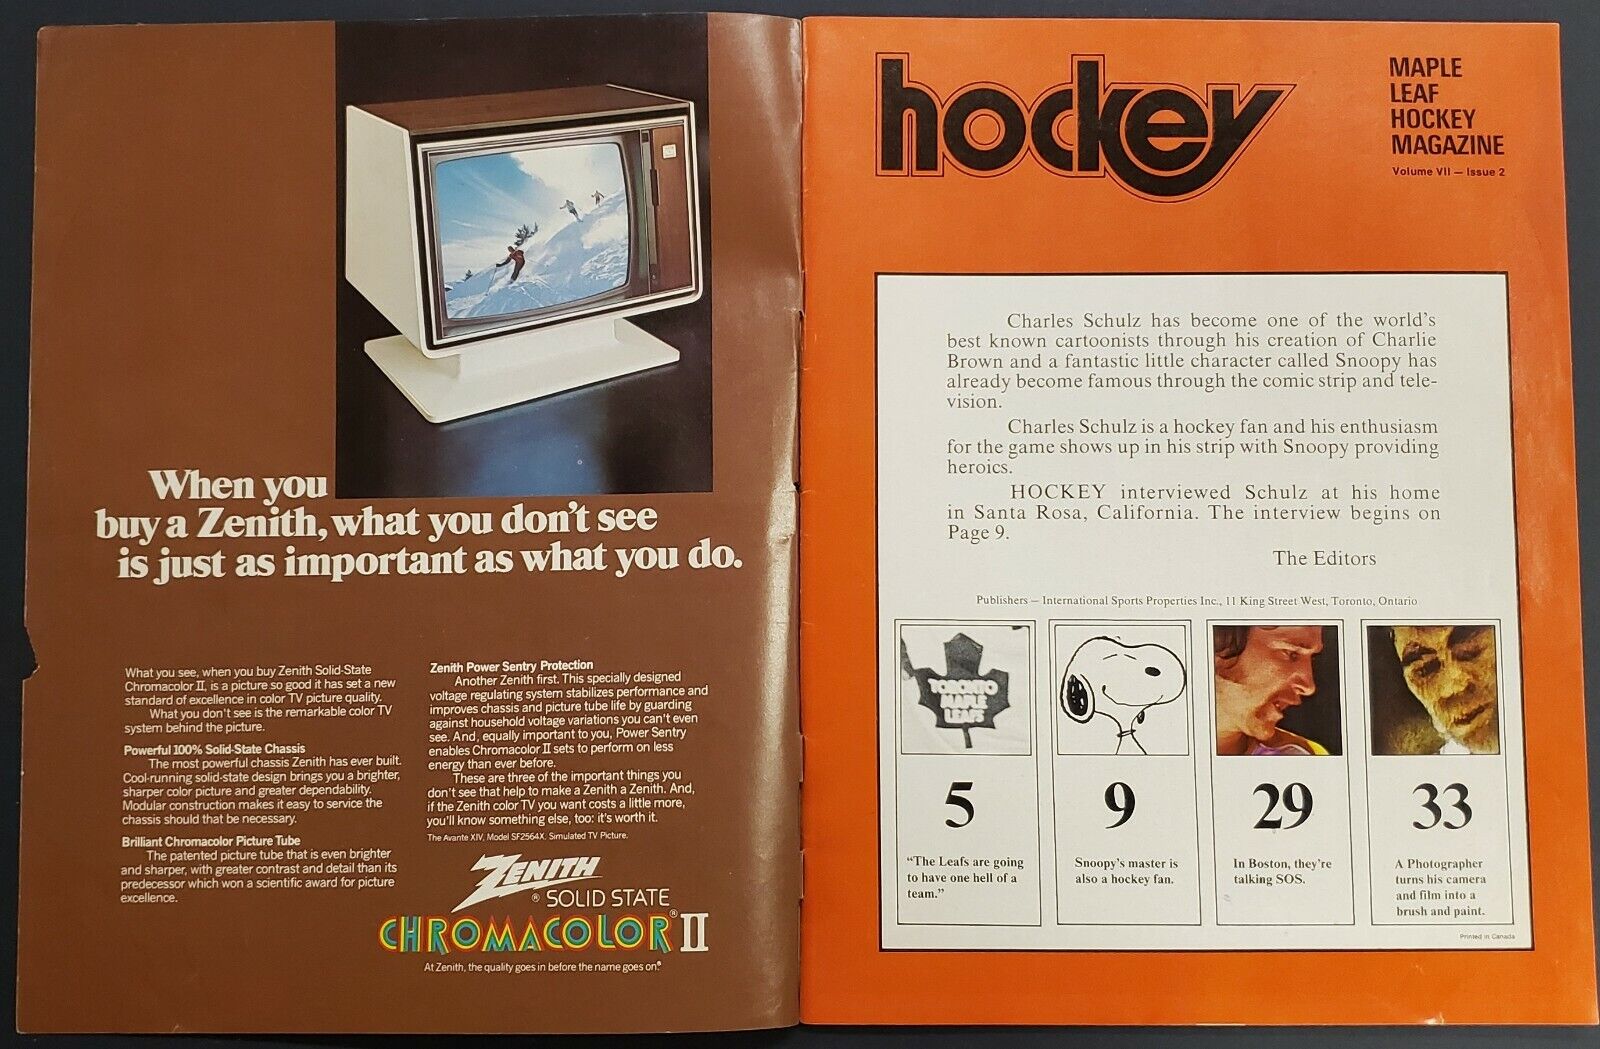 When you
buy a Zenith, what you don't see
is just as important as what you do.
What you see, when you buy Zenith Solid-State
Chromacolor II, is a picture so good it has set a new
standard of excellence in color TV picture quality.
What you don't see is the remarkable color TV
system behind the picture.
Powerful 100% Solid-State Chassis
The most powerful chassis Zenith has ever built.
Cool-running solid-state design brings you a brighter,
sharper color picture and greater dependability.
Modular construction makes it easy to service the
chassis should that be necessary.
Brilliant Chromacolor Picture Tube
The patented picture tube that is even brighter
and sharper, with greater contrast and detail than its
predecessor which won a scientific award for picture
excellence.
Zenith Power Sentry Protection
Another Zenith first. This specially designed
voltage regulating system stabilizes performance and
improves chassis and picture tube life by guarding
against household voltage variations you can't even
see. And, equally important to you, Power Sentry
enables Chromacolor II sets to perform on less
energy than ever before.
These are three of the important things you
don't see that help to make a Zenith a Zenith. And,
if the Zenith color TV you want costs a little more,
you'll know something else, too: it's worth it.
The Avante XIV, Model SF2564X. Simulated TV Picture.
ZENITH
® SOLID STATE
CHROMACOLOR® II
At Zenith, the quality goes in before the name goes on.®
hockey
MAPLE
LEAF
HOCKEY
MAGAZINE
Volume VII — Issue 2
Charles Schulz has become one of the world's
best known cartoonists through his creation of Charlie
Brown and a fantastic little character called Snoopy has
already become famous through the comic strip and tele-
vision.
Charles Schulz is a hockey fan and his enthusiasm
for the game shows up in his strip with Snoopy providing
heroics.
HOCKEY interviewed Schulz at his home
in Santa Rosa, California. The interview begins on
Page 9.
The Editors
Publishers — International Sports Properties Inc., 11 King Street West, Toronto, Ontario
TORONTO
MAPLE
LEAFS
5
"The Leafs are going
to have one hell of a
team."
9
Snoopy's master is
also a hockey fan.
29
In Boston, they're
talking SOS.
33
A Photographer
turns his camera
and film into a
brush and paint.
Printed in Canada